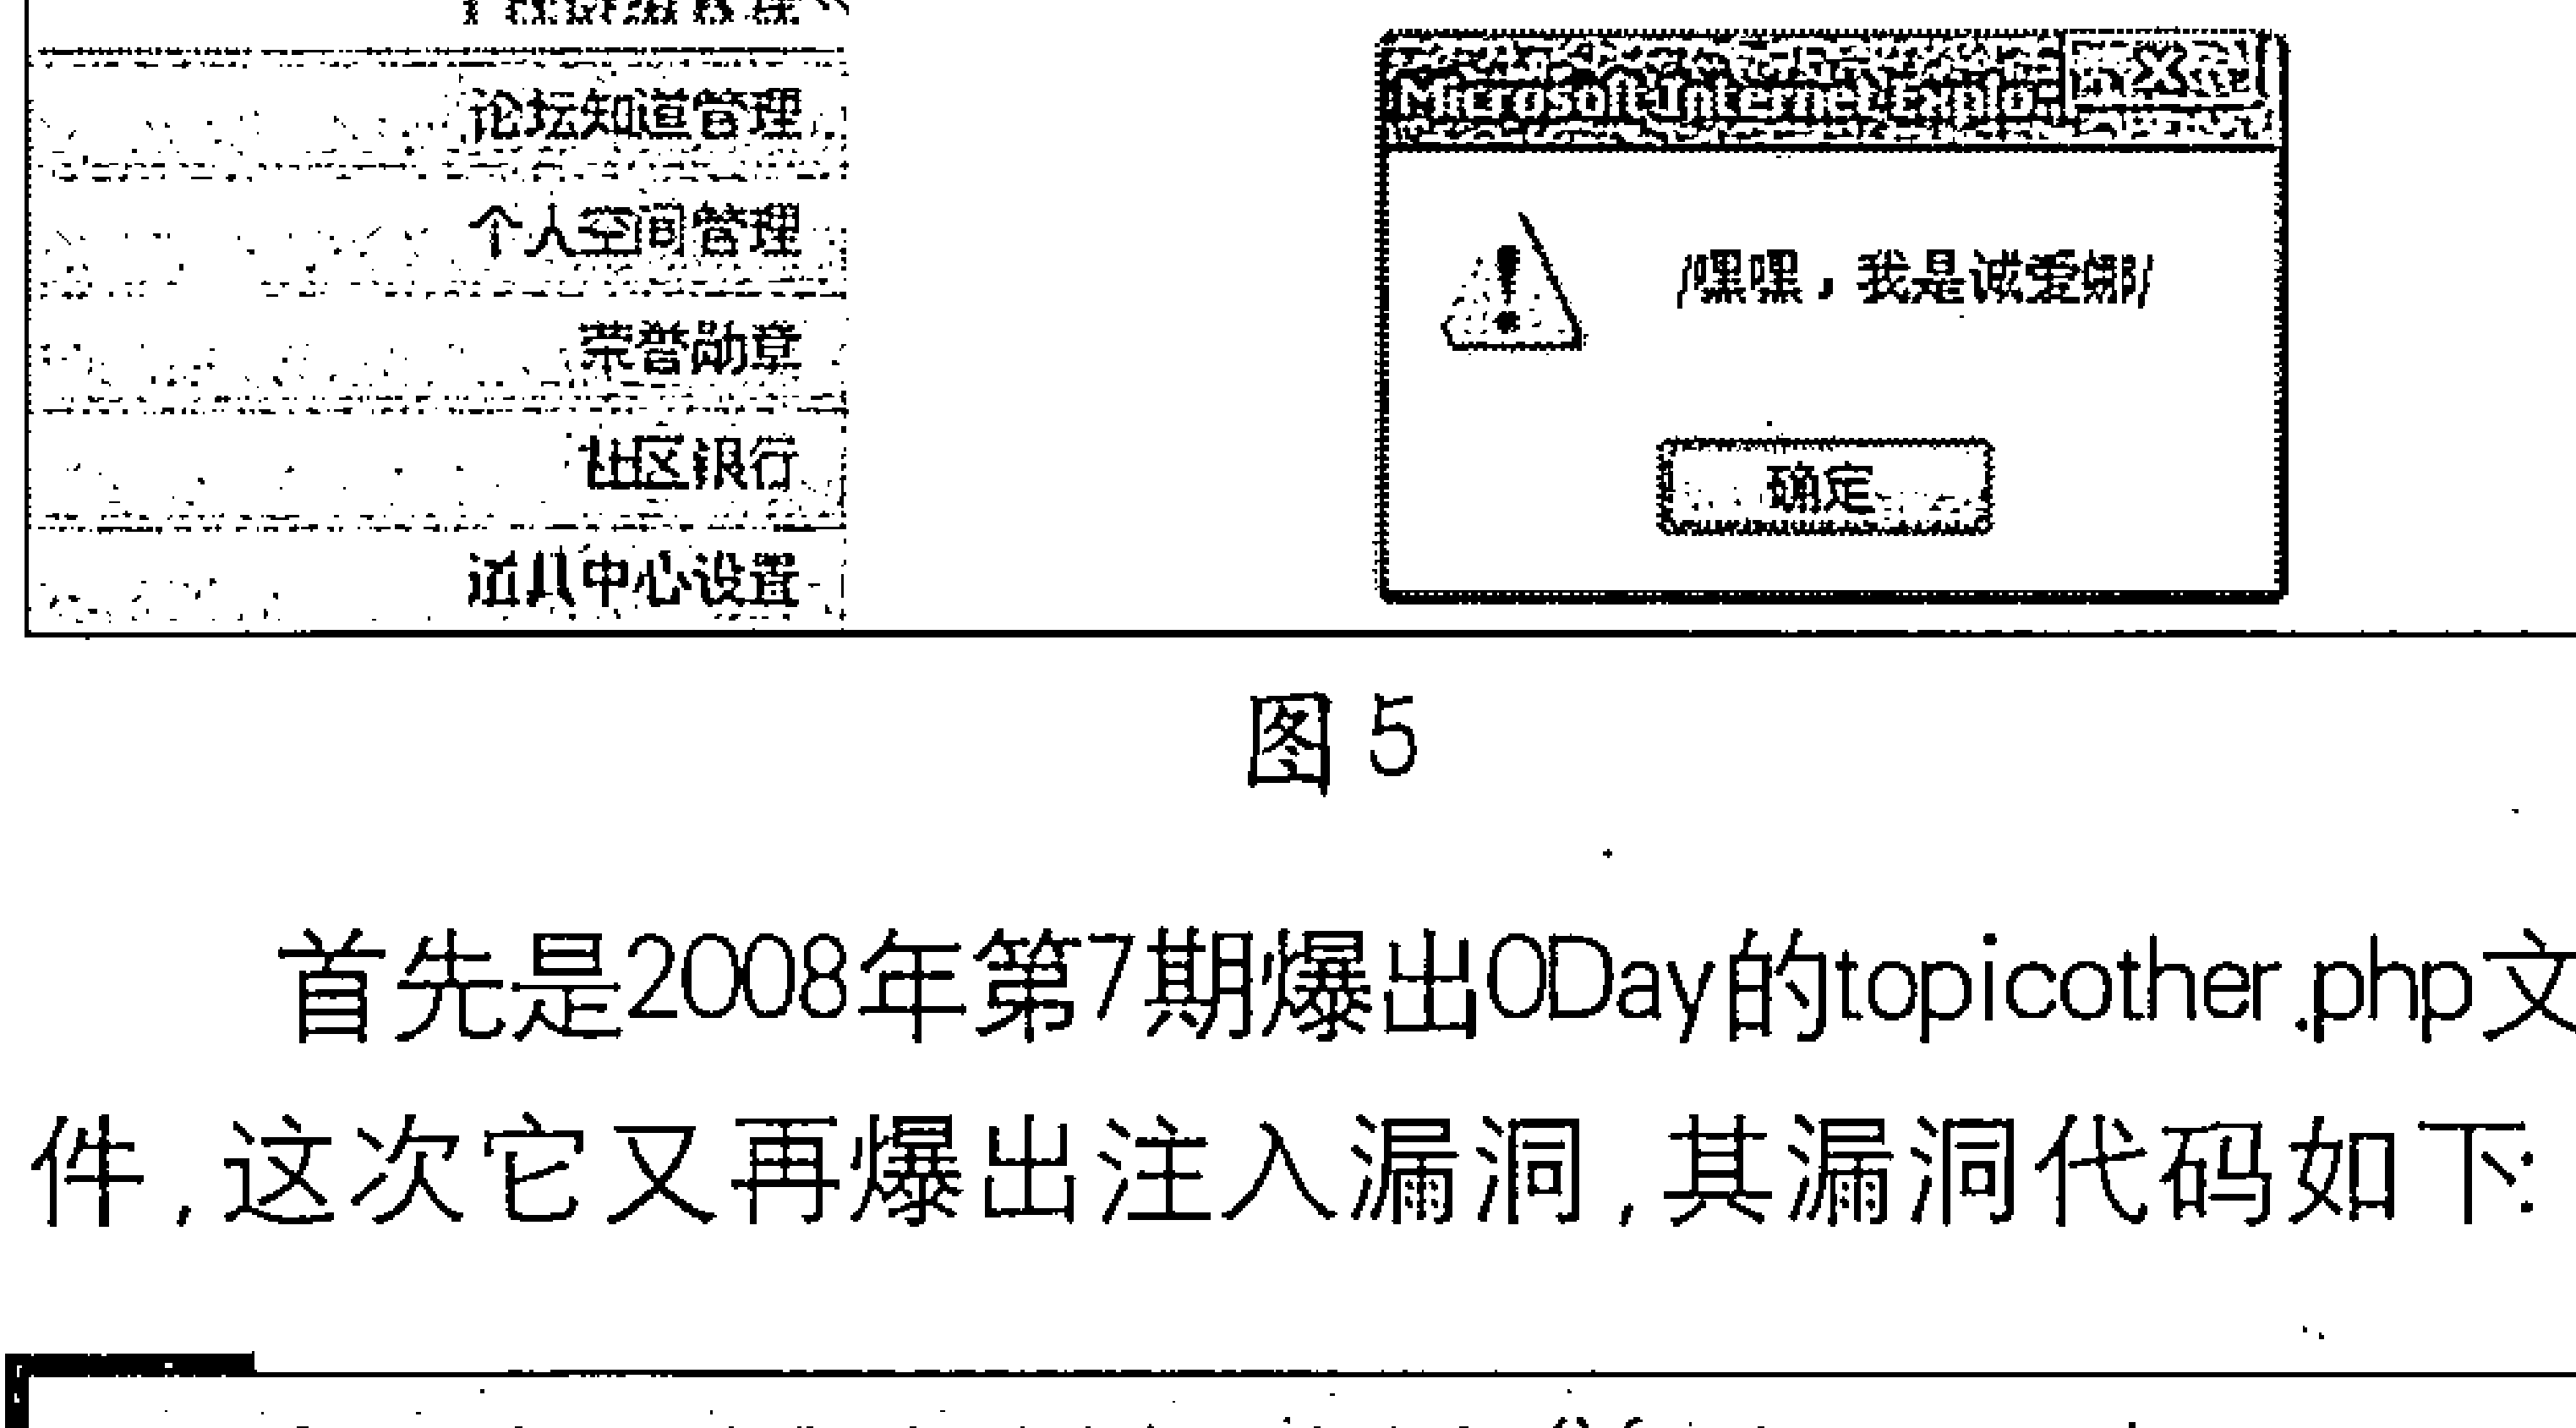 论坛知道管理
个人空间管理
荣誉勋章
社区银行
道具中心设置
Microsoft Internet Explo
X
/嘿嘿，我是诚爱娜/
确定
图 5
首先是2008年第7期爆出0Day的topicother.php文
件，这次它又再爆出注入漏洞，其漏洞代码如下：